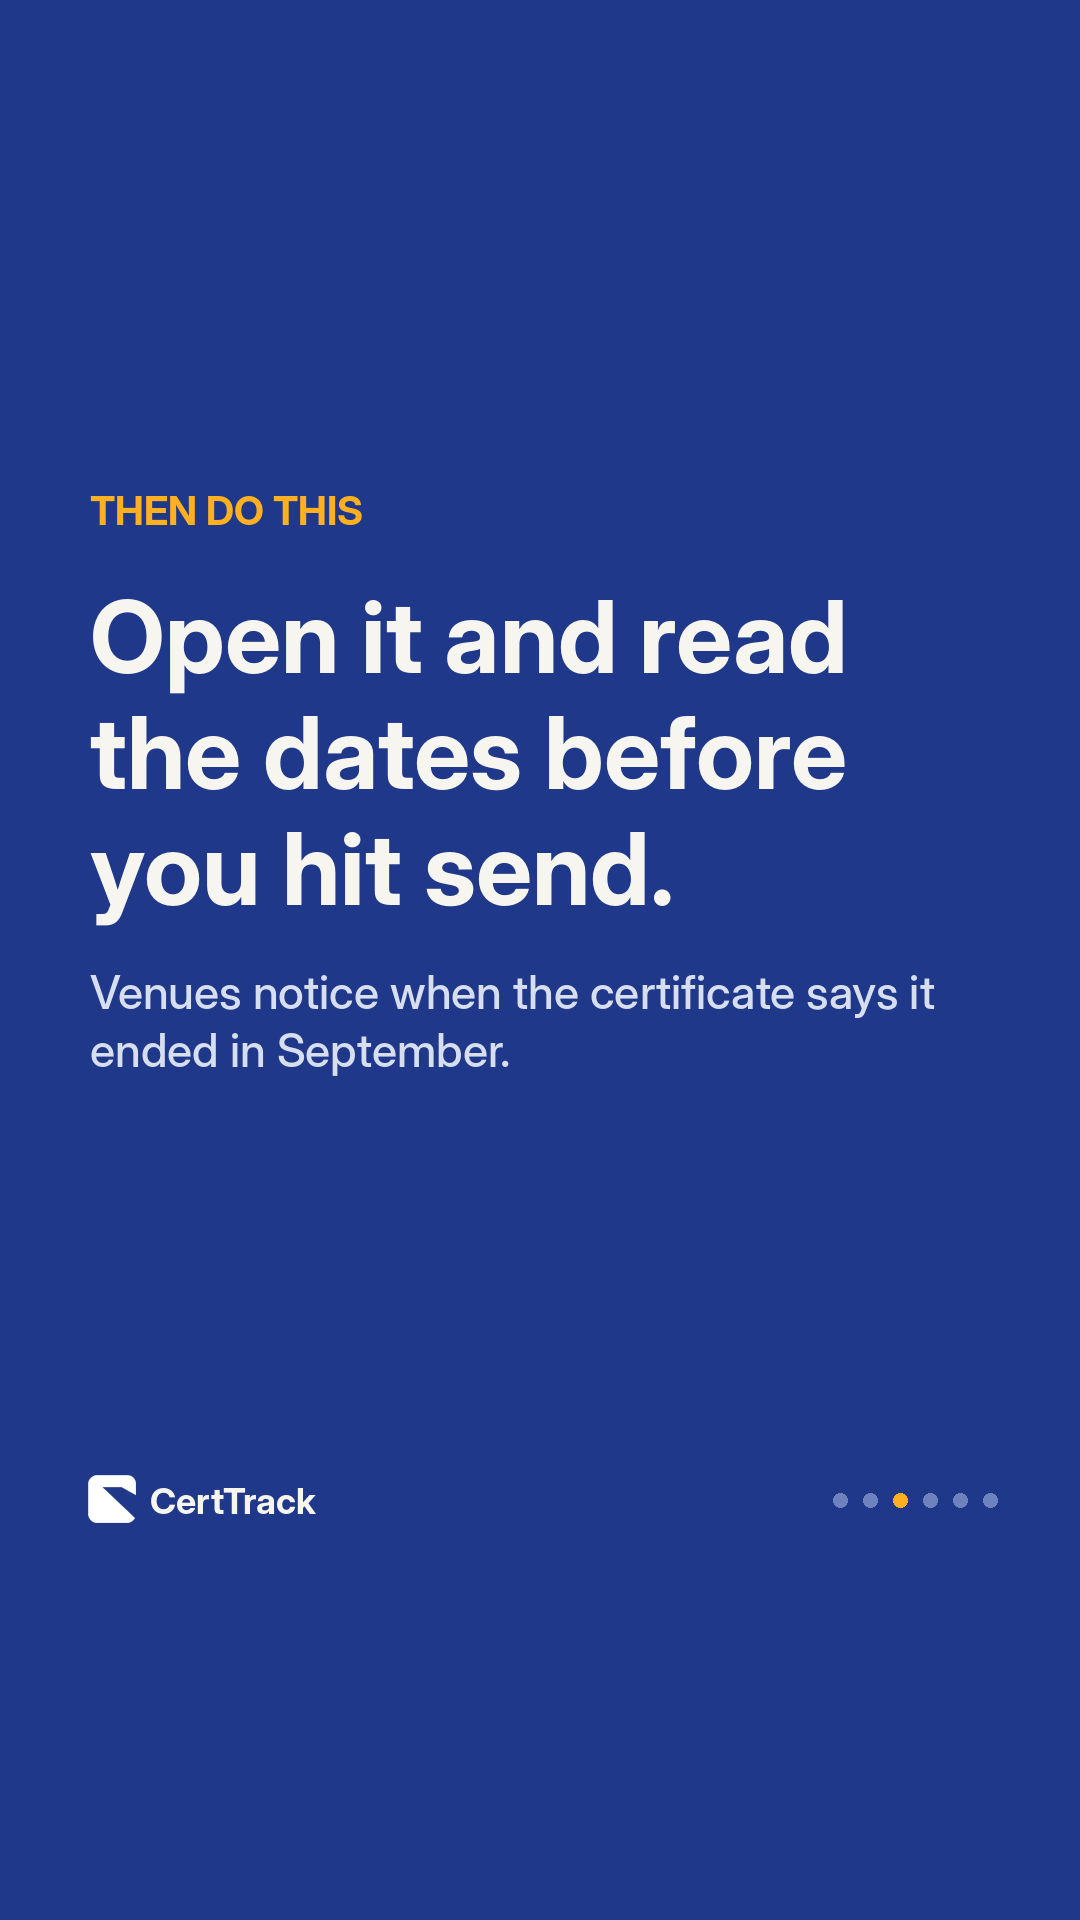 THEN DO THIS
Open it and read
the dates before
you hit send.
Venues notice when the certificate says it
ended in September.
CertTrack